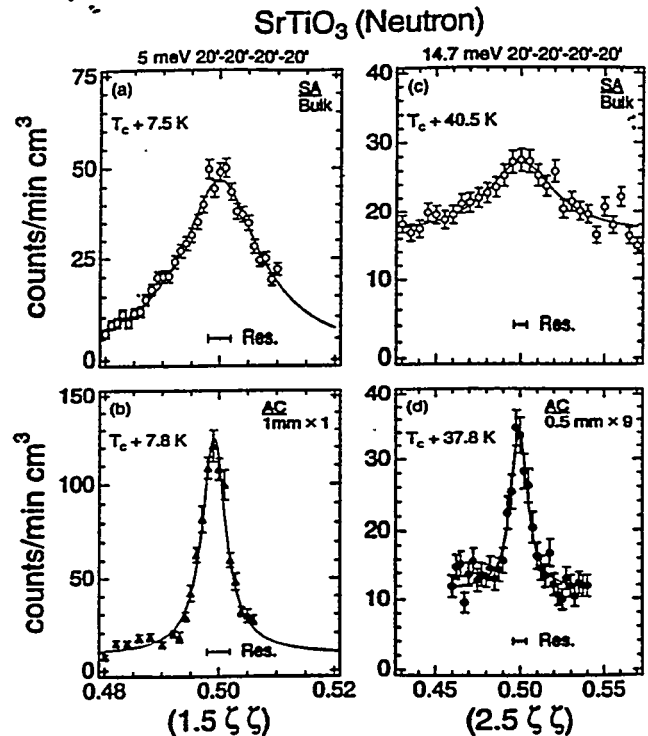 SrTiO₃ (Neutron)
5 meV 20'-20'-20'-20'
14.7 meV 20'-20'-20'-20'
75
50
25
0
counts/min cm³
(a)
SA
Bulk
T_c + 7.5 K
Res.
40
30
20
10
0
(c)
SA
Bulk
T_c + 40.5 K
Res.
150
100
50
0
counts/min cm³
(b)
AC
1mm × 1
T_c + 7.8 K
Res.
0.48
0.50
0.52
(1.5 ζ ζ)
40
30
20
10
0
(d)
AC
0.5 mm × 9
T_c + 37.8 K
Res.
0.45
0.50
0.55
(2.5 ζ ζ)